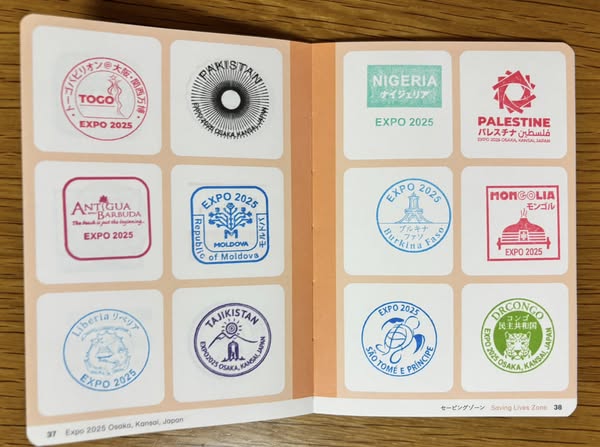 ・トーゴパビリオン@大阪・関西万博・
TOGO
EXPO 2025
PAKISTAN
EXPO 2025 OSAKA, KANSAI, JAPAN
ANTIGUA
AND
BARBUDA
The beach is just the beginning...
EXPO 2025
EXPO 2025
M
MOLDOVA
Republic of Moldova
モルドバ
Liberia リベリア
EXPO 2025
TAJIKISTAN
EXPO2025 OSAKA, KANSAI, JAPAN
37 Expo 2025 Osaka, Kansai, Japan
NIGERIA
ナイジェリア
EXPO 2025
PALESTINE
パレスチナ فلسطين
EXPO 2025 OSAKA, KANSAI, JAPAN
EXPO 2025
ブルキナ
ファソ
Burkina Faso
MONGOLIA
モンゴル
EXPO 2025
EXPO 2025
SÃO TOMÉ E PRÍNCIPE
DRCONGO
コンゴ
民主共和国
EXPO2025 OSAKA, KANSAI, JAPAN
セービングゾーン Saving Lives Zone 38